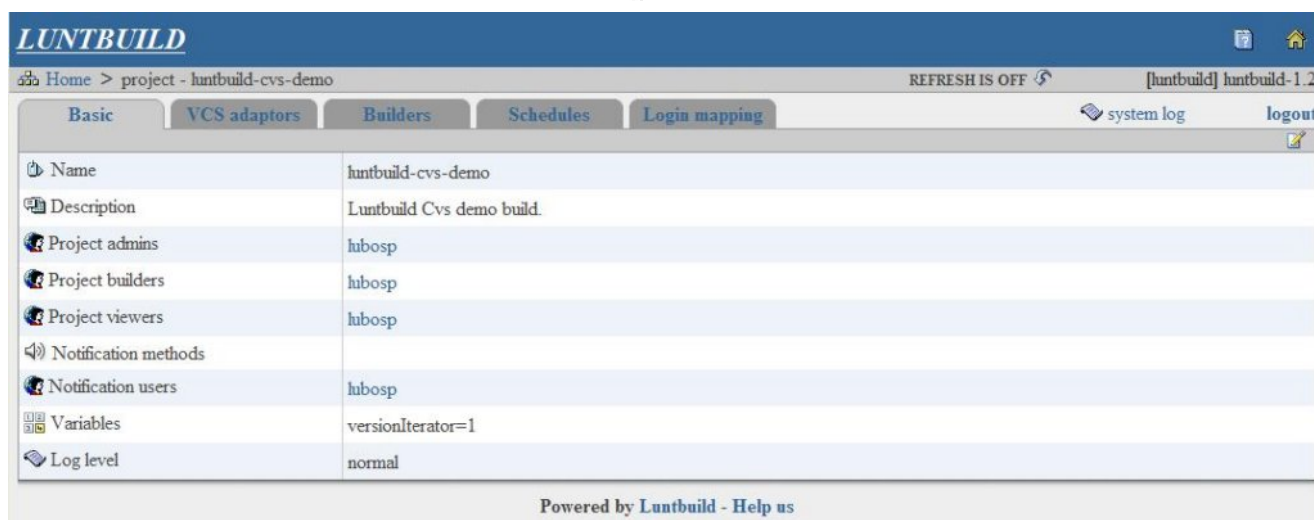 LUNTBUILD
Home > project - luntbuild-cvs-demo REFRESH IS OFF [luntbuild] luntbuild-1.2
Basic VCS adaptors Builders Schedules Login mapping system log logout
Name luntbuild-cvs-demo
Description Luntbuild Cvs demo build.
Project admins lubosp
Project builders lubosp
Project viewers lubosp
Notification methods
Notification users lubosp
Variables versionIterator=1
Log level normal
Powered by Luntbuild - Help us